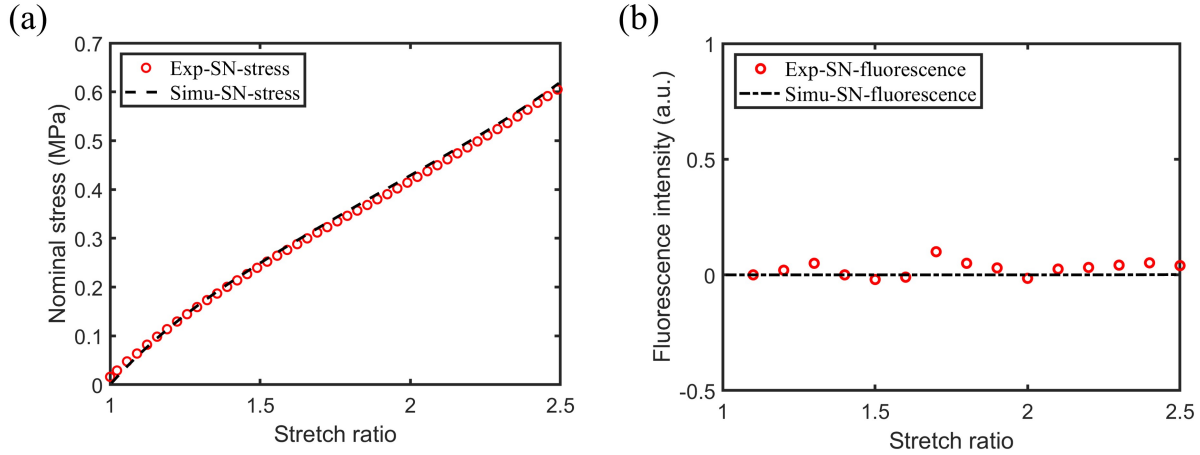 (a)
Nominal stress (MPa)
0.7
0.6
0.5
0.4
0.3
0.2
0.1
0
Exp-SN-stress
Simu-SN-stress
1
1.5
2
2.5
Stretch ratio
(b)
Fluorescence intensity (a.u.)
1
0.5
0
-0.5
Exp-SN-fluorescence
Simu-SN-fluorescence
1
1.5
2
2.5
Stretch ratio